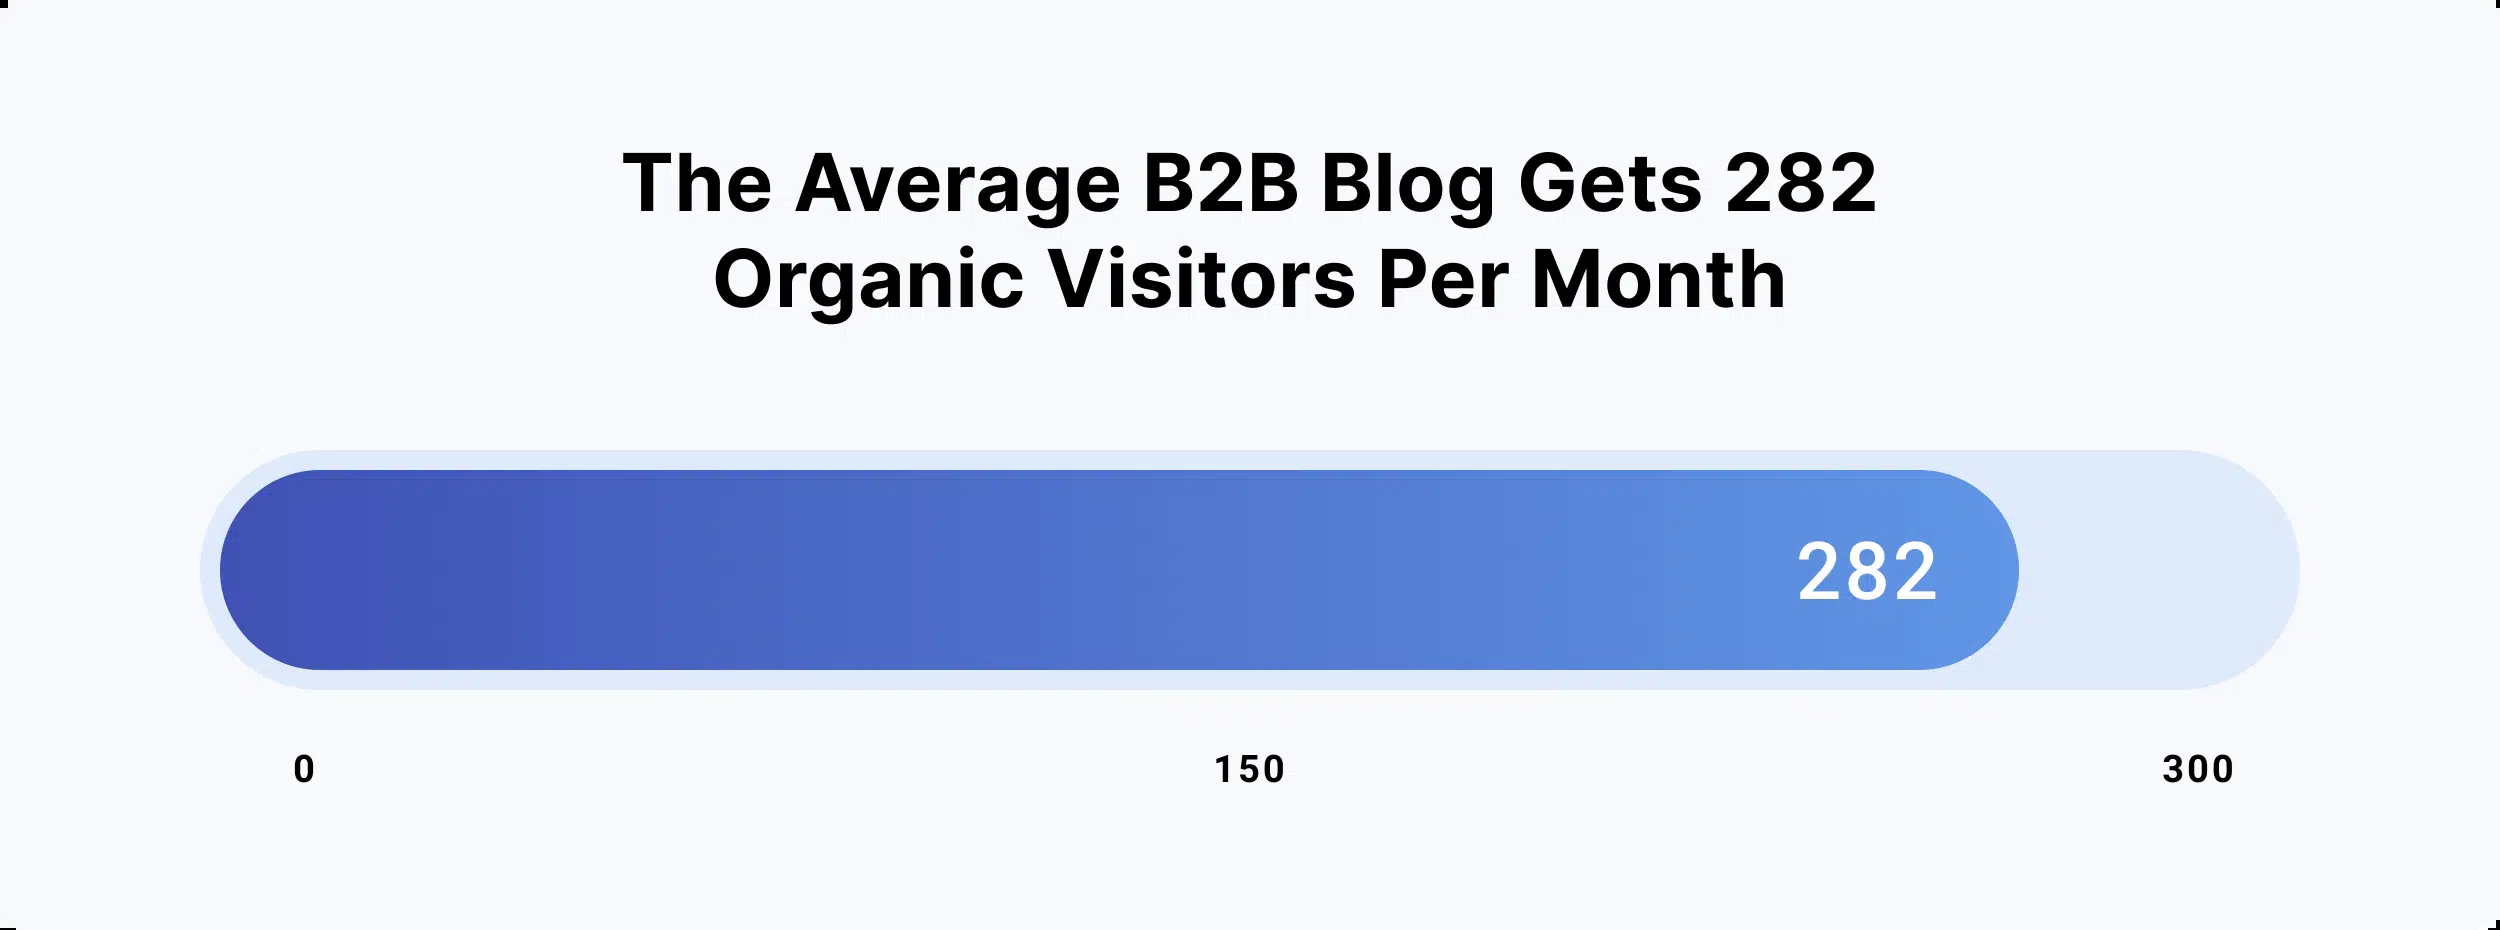 The Average B2B Blog Gets 282
Organic Visitors Per Month
282
0
150
300